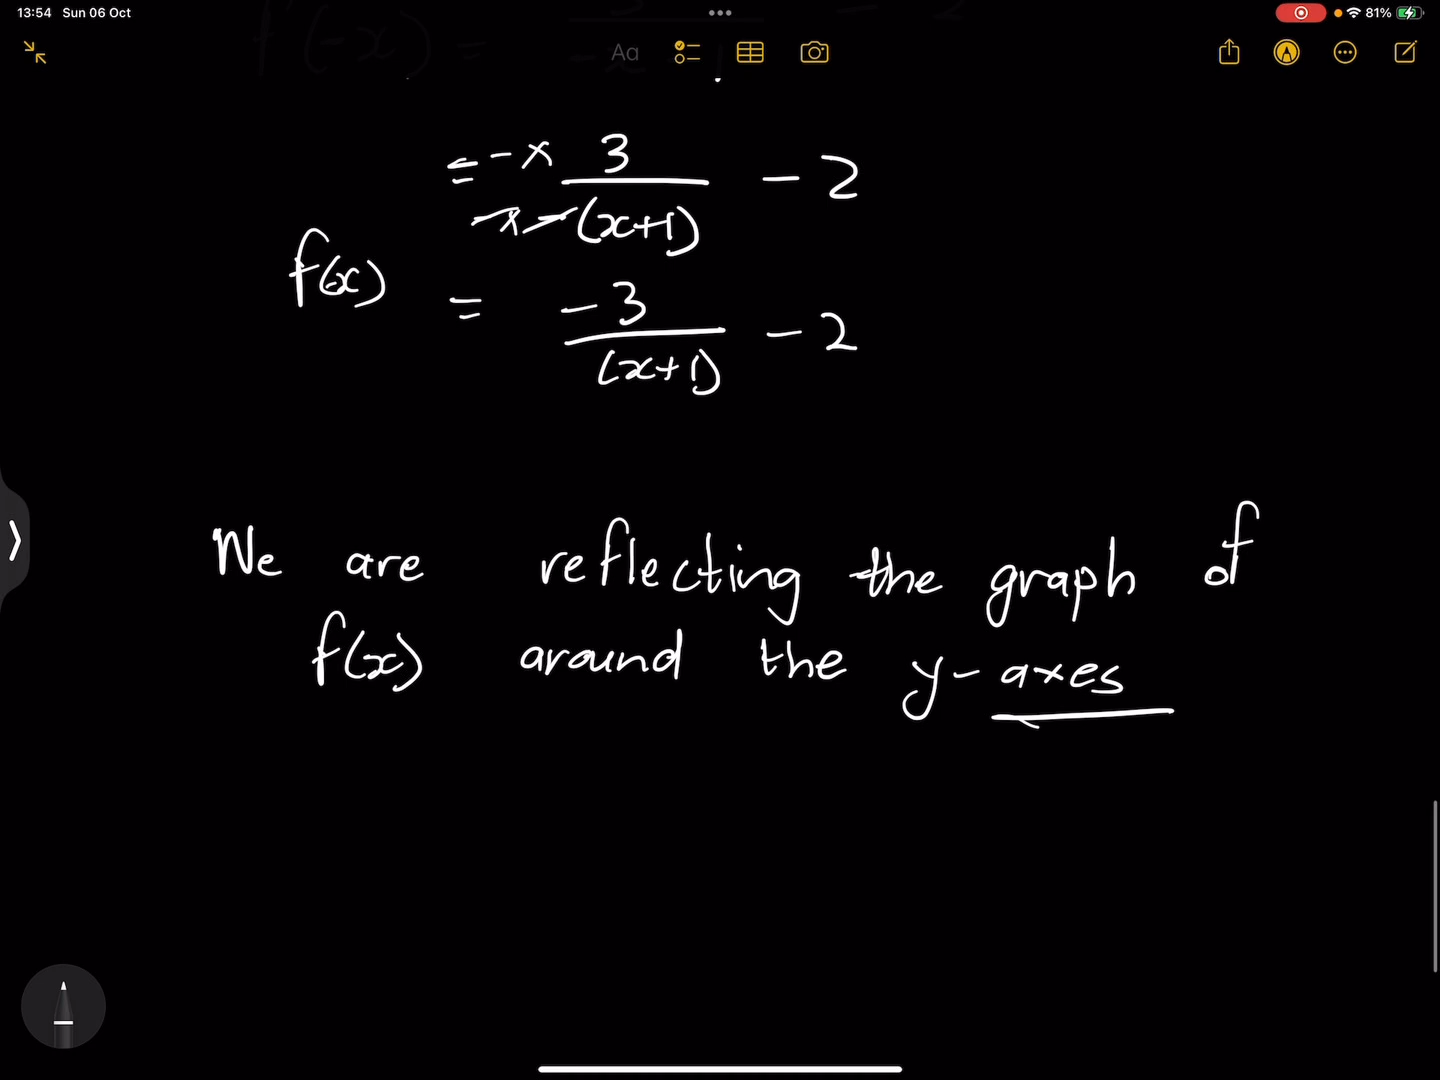 13:54 Sun 06 Oct
81%
Aa
f(-x) = 
= - x 3 - 2
- x - (x+1)
f(x)
= -3 - 2
(x+1)
We are reflecting the graph of
f(x) around the y-axes